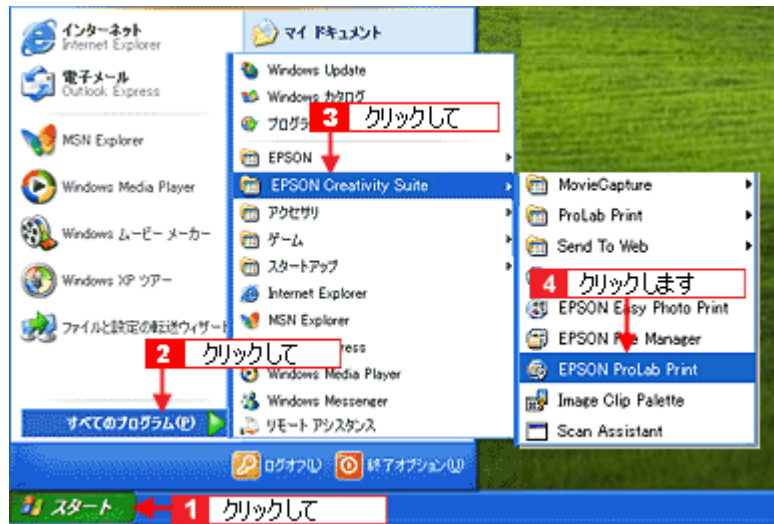 インターネット
Internet Explorer
電子メール
Outlook Express
MSN Explorer
Windows Media Player
Windows ムービー メーカー
Windows XP ツアー
ファイルと設定の転送ウィザード
2 クリックして
すべてのプログラム(P)
マイ ドキュメント
Windows Update
Windows カタログ
プログラ
3 クリックして
EPSON
EPSON Creativity Suite
アクセサリ
ゲーム
スタートアップ
Internet Explorer
MSN Explorer
ress
Windows Media Player
Windows Messenger
リモート アシスタンス
MovieCapture
ProLab Print
Send To Web
4 クリックします
EPSON Easy Photo Print
EPSON File Manager
EPSON ProLab Print
Image Clip Palette
Scan Assistant
ログオフ(L)
終了オプション(U)
スタート
1 クリックして